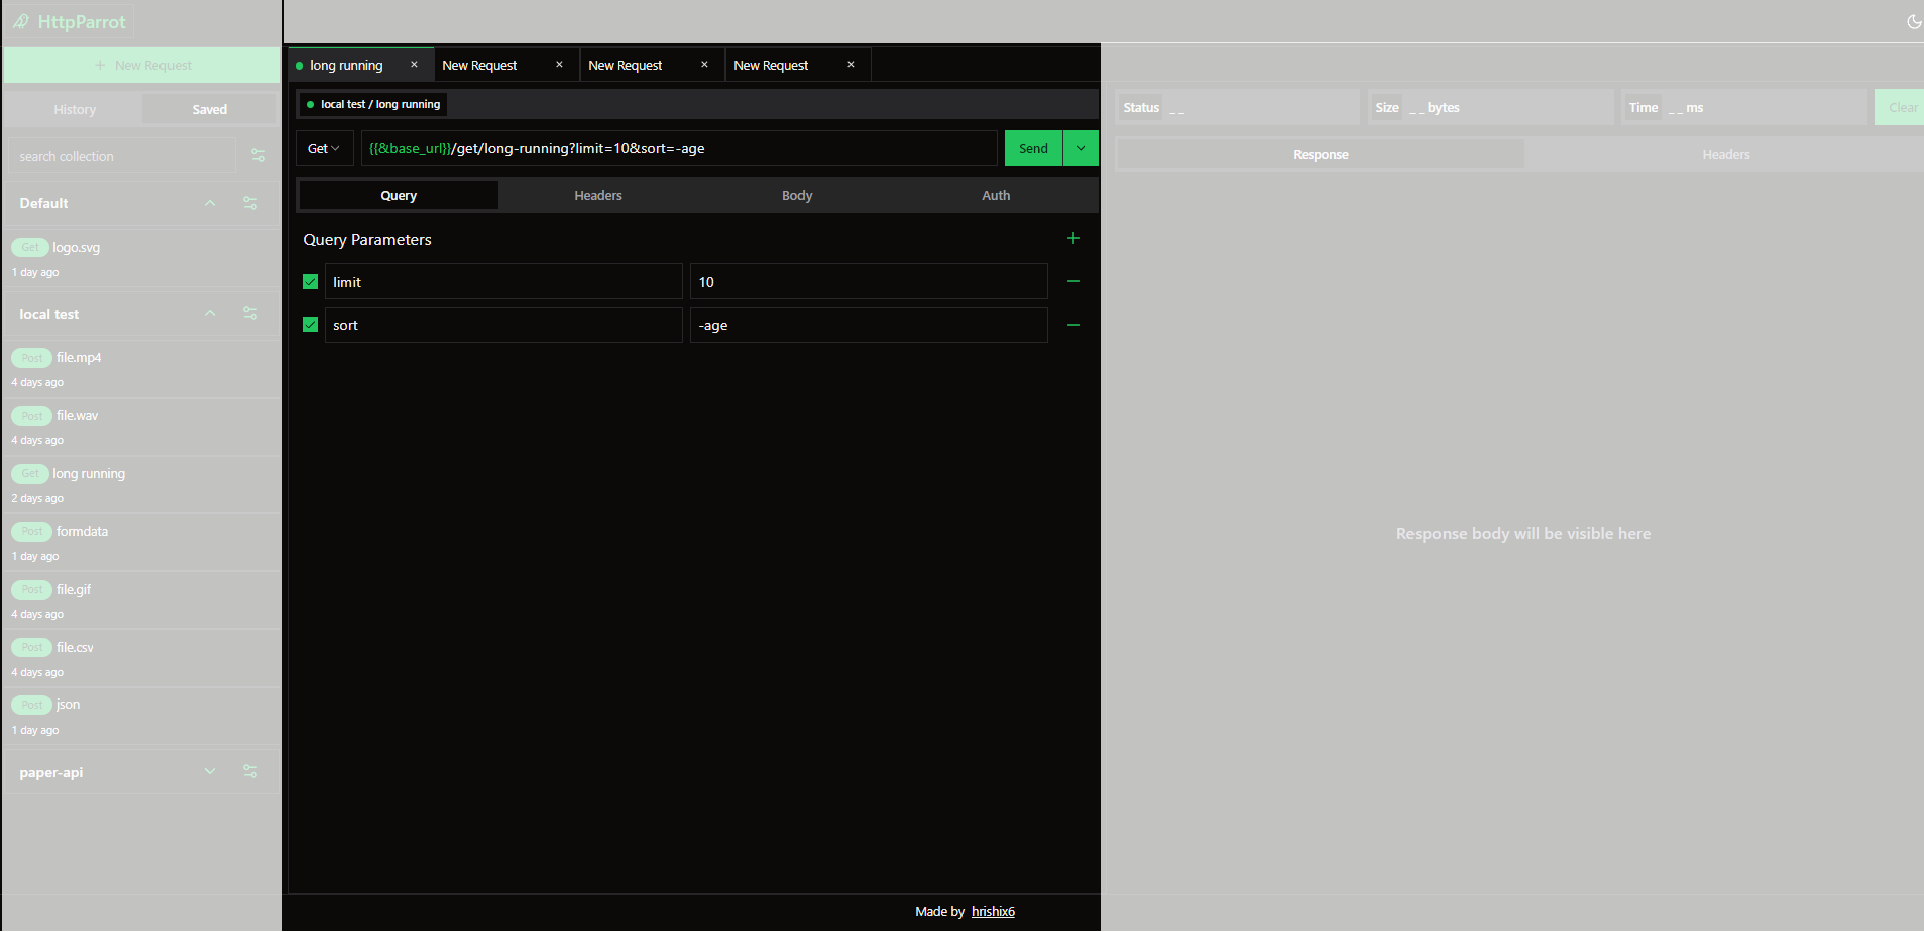 HttpParrot
+ New Request
History Saved
search collection
Default
Get logo.svg
1 day ago
local test
Post file.mp4
4 days ago
Post file.wav
4 days ago
Get long running
2 days ago
Post formdata
1 day ago
Post file.gif
4 days ago
Post file.csv
4 days ago
Post json
1 day ago
paper-api
long running × New Request × New Request × New Request ×
local test / long running
Get {{&base_url}}/get/long-running?limit=10&sort=-age Send
Query Headers Body Auth
Query Parameters
limit 10
sort -age
Status _ _ Size _ _ bytes Time _ _ ms Clear
Response Headers
Response body will be visible here
Made by hrishix6